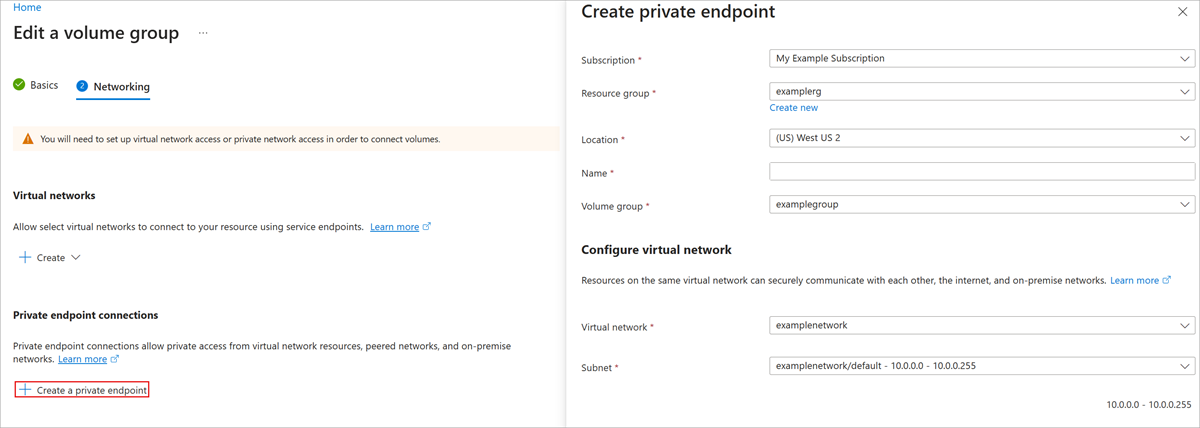 Home
Edit a volume group ...
Basics
2 Networking
You will need to set up virtual network access or private network access in order to connect volumes.
Virtual networks
Allow select virtual networks to connect to your resource using service endpoints. Learn more
Create
Private endpoint connections
Private endpoint connections allow private access from virtual network resources, peered networks, and on-premise
networks. Learn more
Create a private endpoint
Create private endpoint
Subscription *
My Example Subscription
Resource group *
examplerg
Create new
Location *
(US) West US 2
Name *
Volume group *
examplegroup
Configure virtual network
Resources on the same virtual network can securely communicate with each other, the internet, and on-premise networks. Learn more
Virtual network *
examplenetwork
Subnet *
examplenetwork/default - 10.0.0.0 - 10.0.0.255
10.0.0.0 - 10.0.0.255